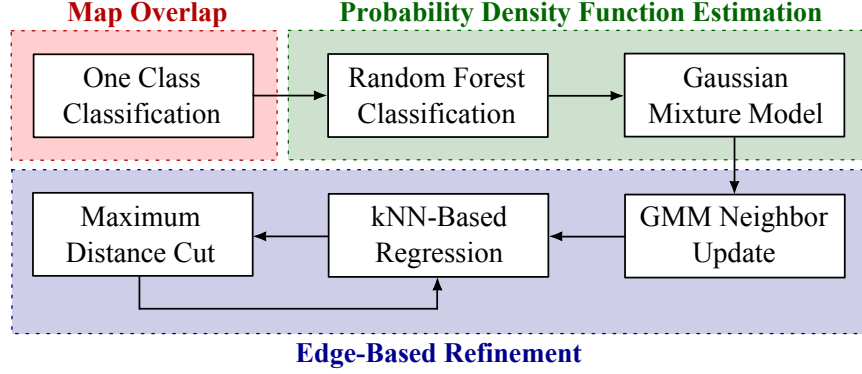 Map Overlap
Probability Density Function Estimation
One Class
Classification
Random Forest
Classification
Gaussian
Mixture Model
Maximum
Distance Cut
kNN-Based
Regression
GMM Neighbor
Update
Edge-Based Refinement